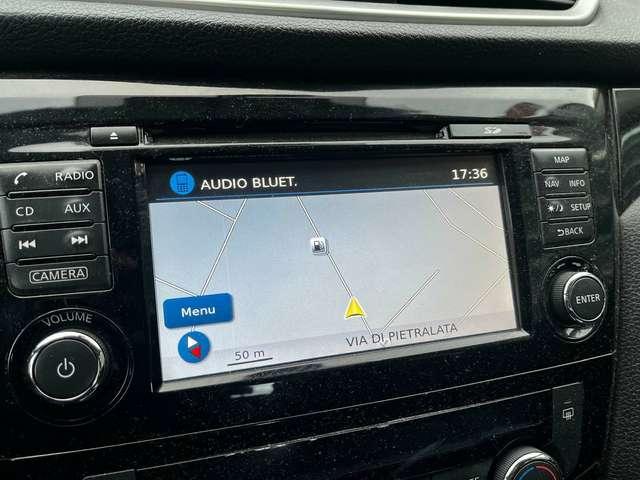 RADIO
CD AUX
CAMERA
VOLUME
AUDIO BLUET.
17:36
Menu
50 m
VIA DI PIETRALATA
SD
MAP
NAV INFO
SETUP
BACK
ENTER